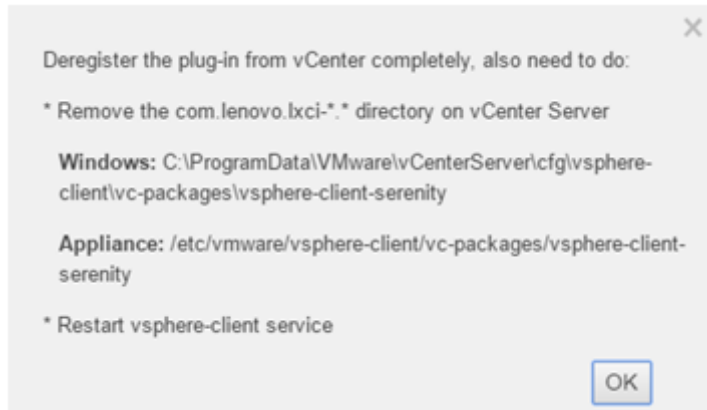 ×
Deregister the plug-in from vCenter completely, also need to do:
* Remove the com.lenovo.lxci-*.* directory on vCenter Server
Windows: C:\ProgramData\VMware\vCenterServer\cfg\vsphere-
client\vc-packages\vsphere-client-serenity
Appliance: /etc/vmware/vsphere-client/vc-packages/vsphere-client-
serenity
* Restart vsphere-client service
OK